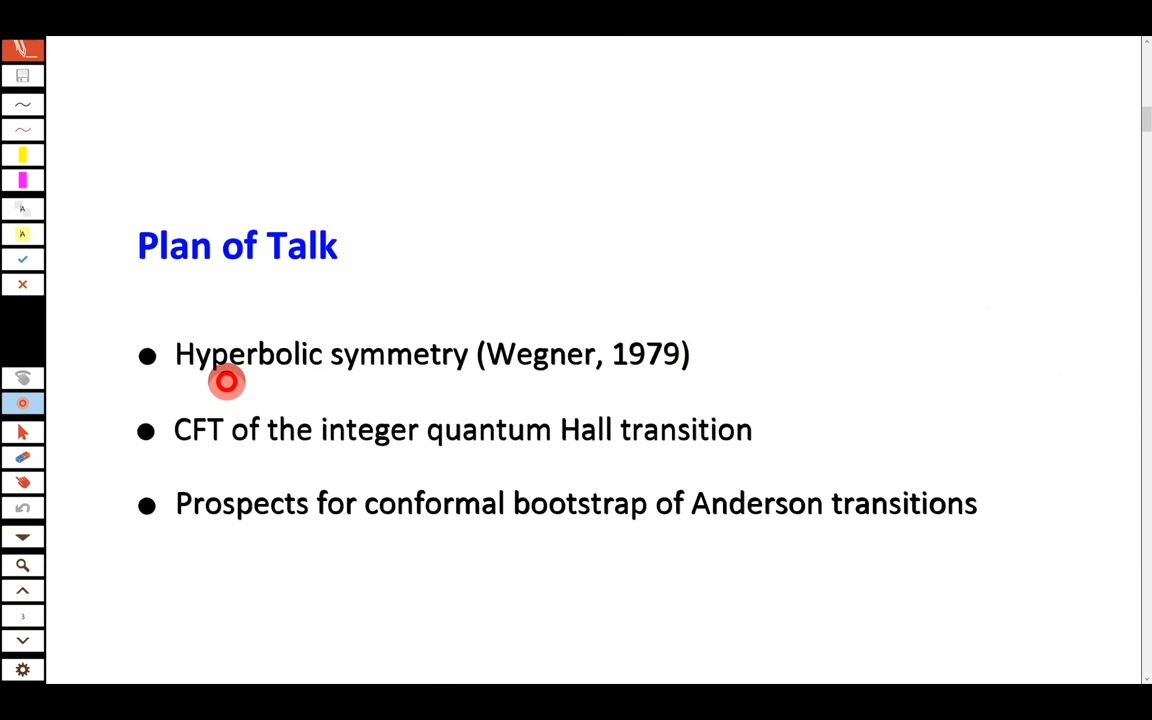 Plan of Talk
● Hyperbolic symmetry (Wegner, 1979)
● CFT of the integer quantum Hall transition
● Prospects for conformal bootstrap of Anderson transitions
A
A
3